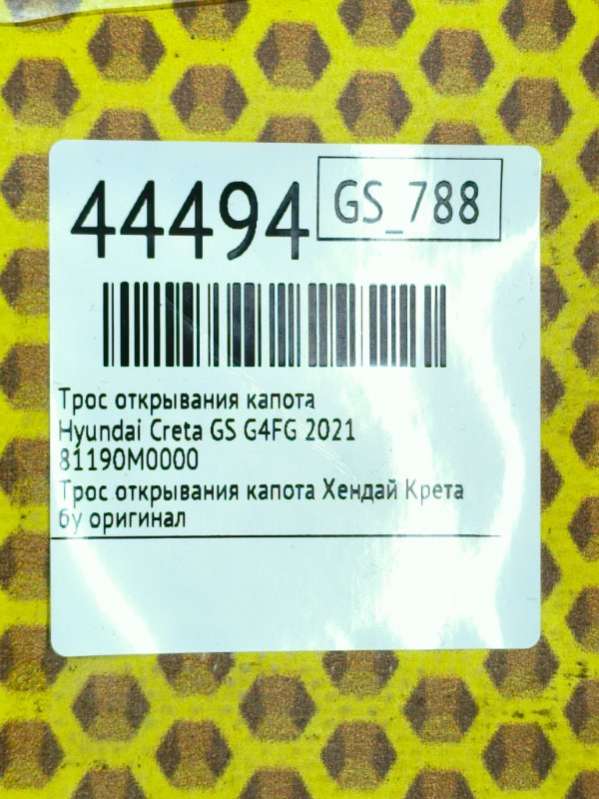 44494
GS_788
Трос открывания капота
Hyundai Creta GS G4FG 2021
81190M0000
Трос открывания капота Хендай Крета
бу оригинал